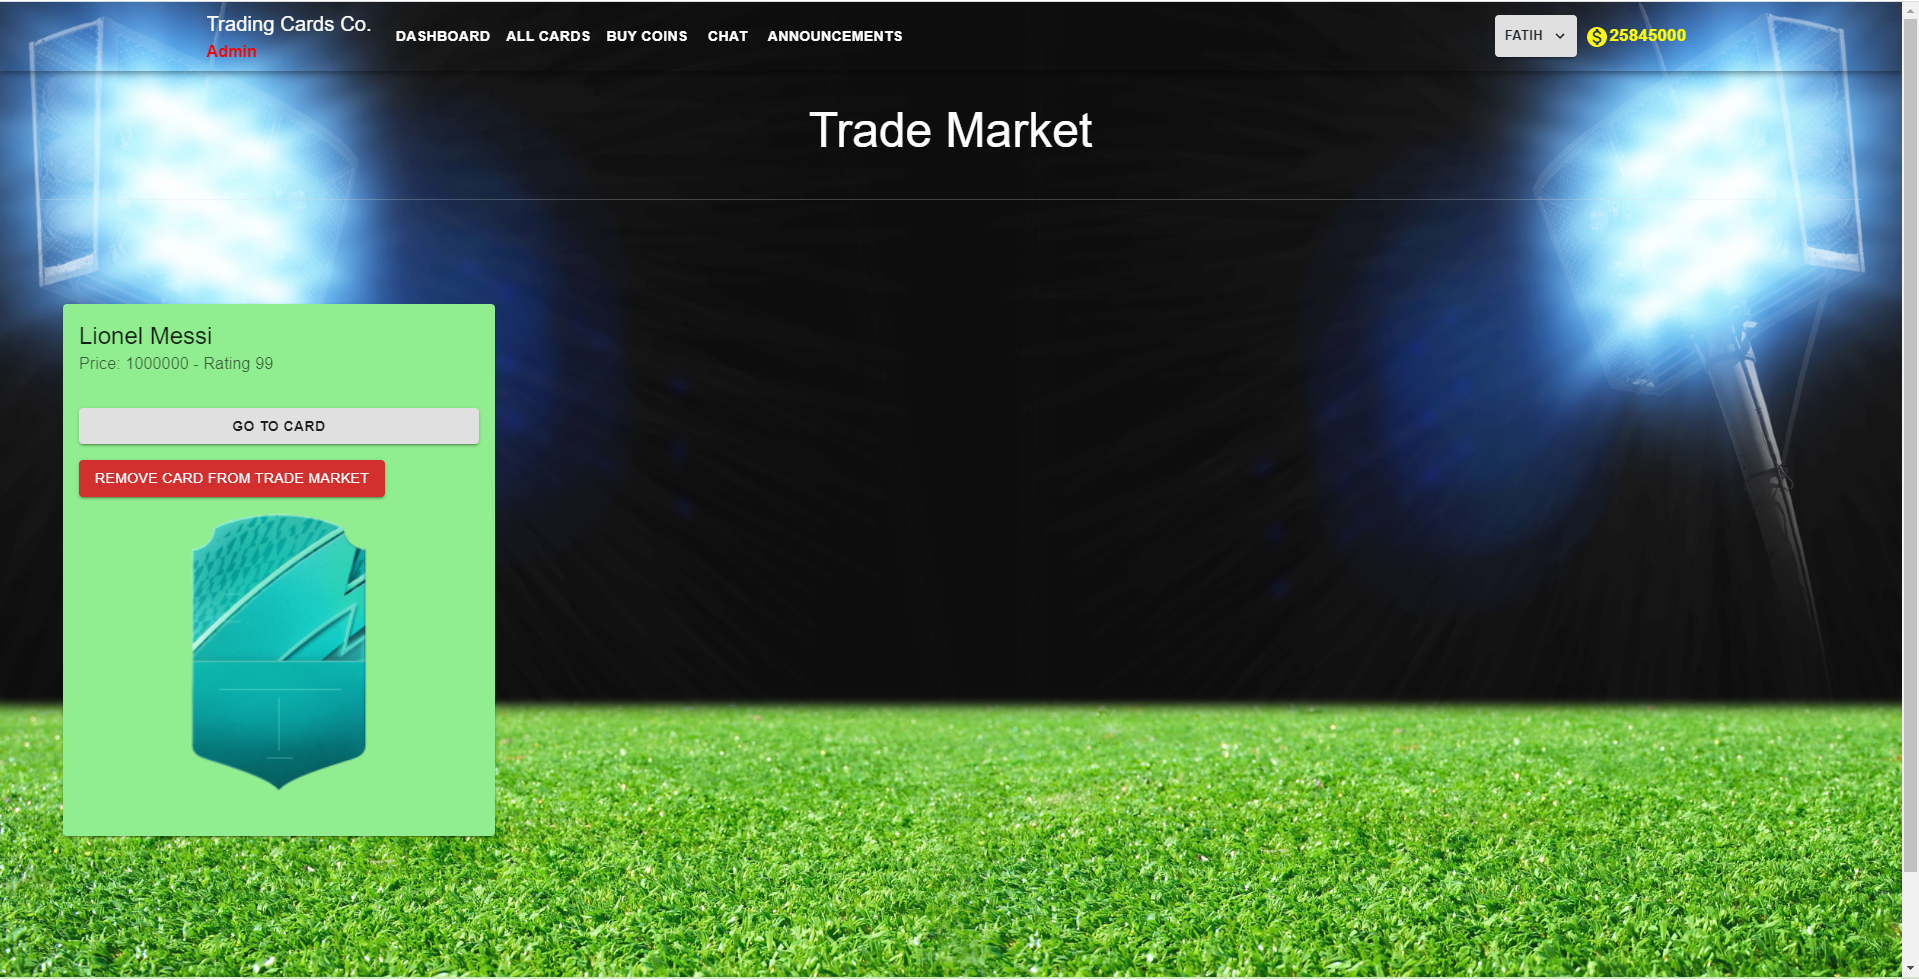 Trading Cards Co.
Admin
DASHBOARD ALL CARDS BUY COINS CHAT ANNOUNCEMENTS
FATIH
$ 25845000
Trade Market
Lionel Messi
Price: 1000000 - Rating 99
GO TO CARD
REMOVE CARD FROM TRADE MARKET